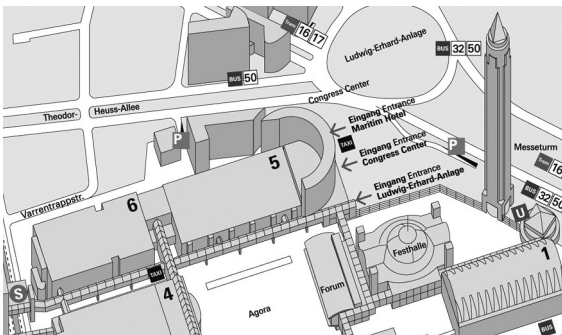 Tram 16 17
Ludwig-Erhard-Anlage
BUS 32 50
BUS 50
Congress Center
Theodor- Heuss-Allee
Eingang Entrance
Maritim Hotel
P
TAXI
P
Eingang Entrance
Congress Center
Messeturm
Tram 16
5
Eingang Entrance
Ludwig-Erhard-Anlage
BUS 32 50
Varrentrappstr.
6
U
Festhalle
1
TAXI
S
4
Forum
Agora
BUS